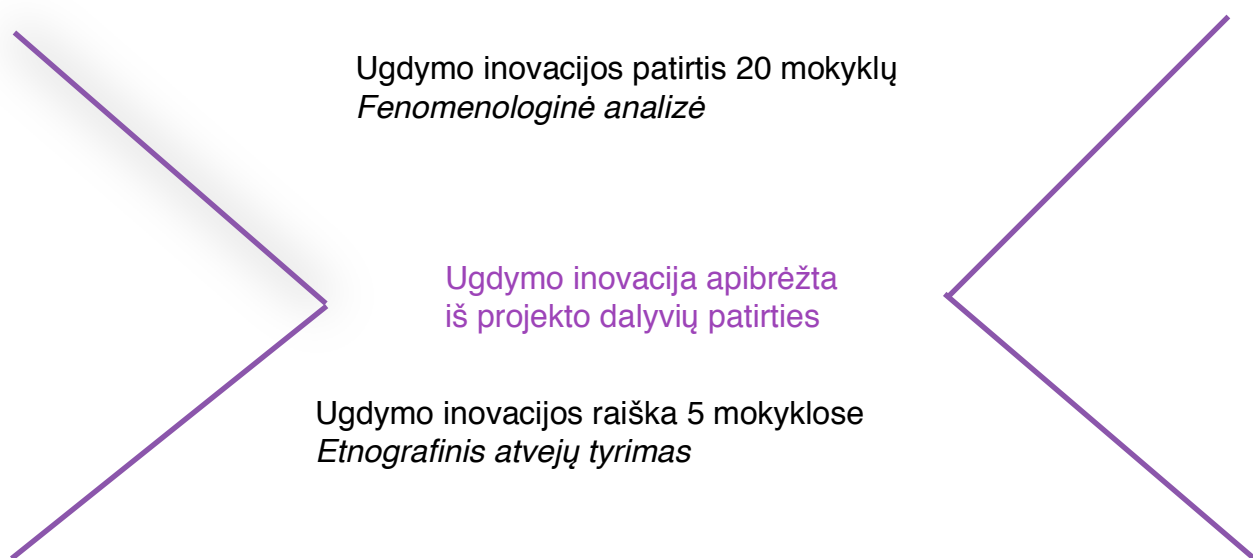 Ugdymo inovacijos patirtis 20 mokyklų
Fenomenologinė analizė
Ugdymo inovacija apibrėžta
iš projekto dalyvių patirties
Ugdymo inovacijos raiška 5 mokyklose
Etnografinis atvejų tyrimas